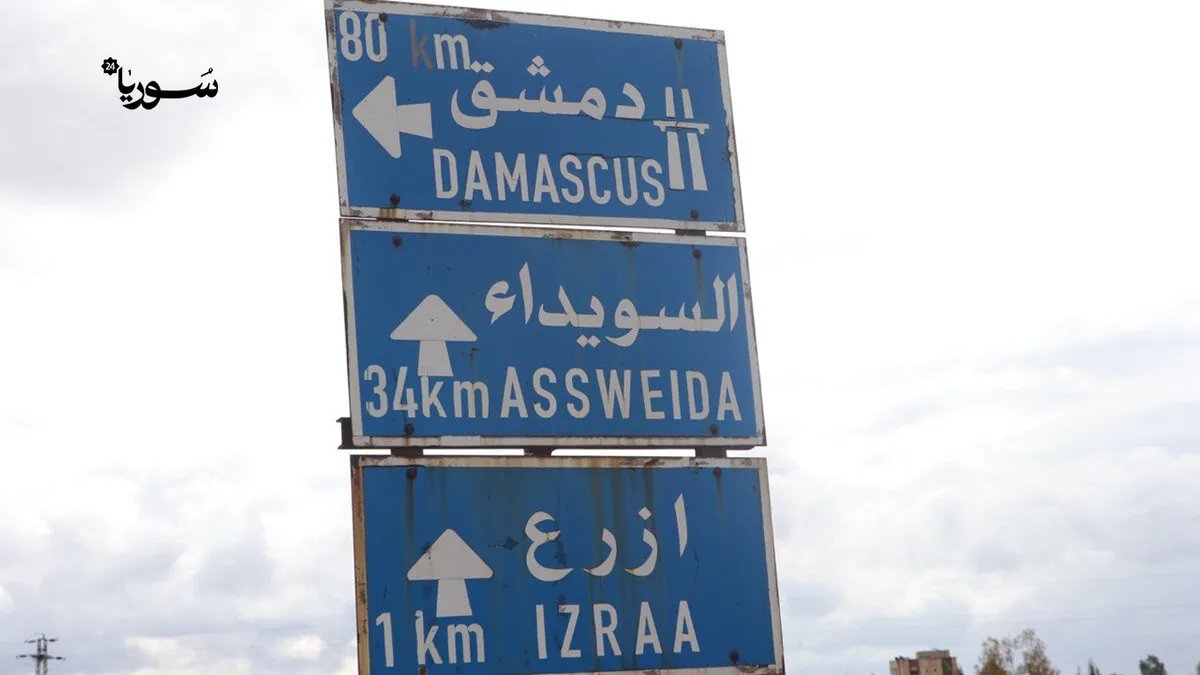 سوريا 24
80 km
دمشق
DAMASCUS
السويداء
34km ASSWEIDA
ازرع
1 km IZRAA